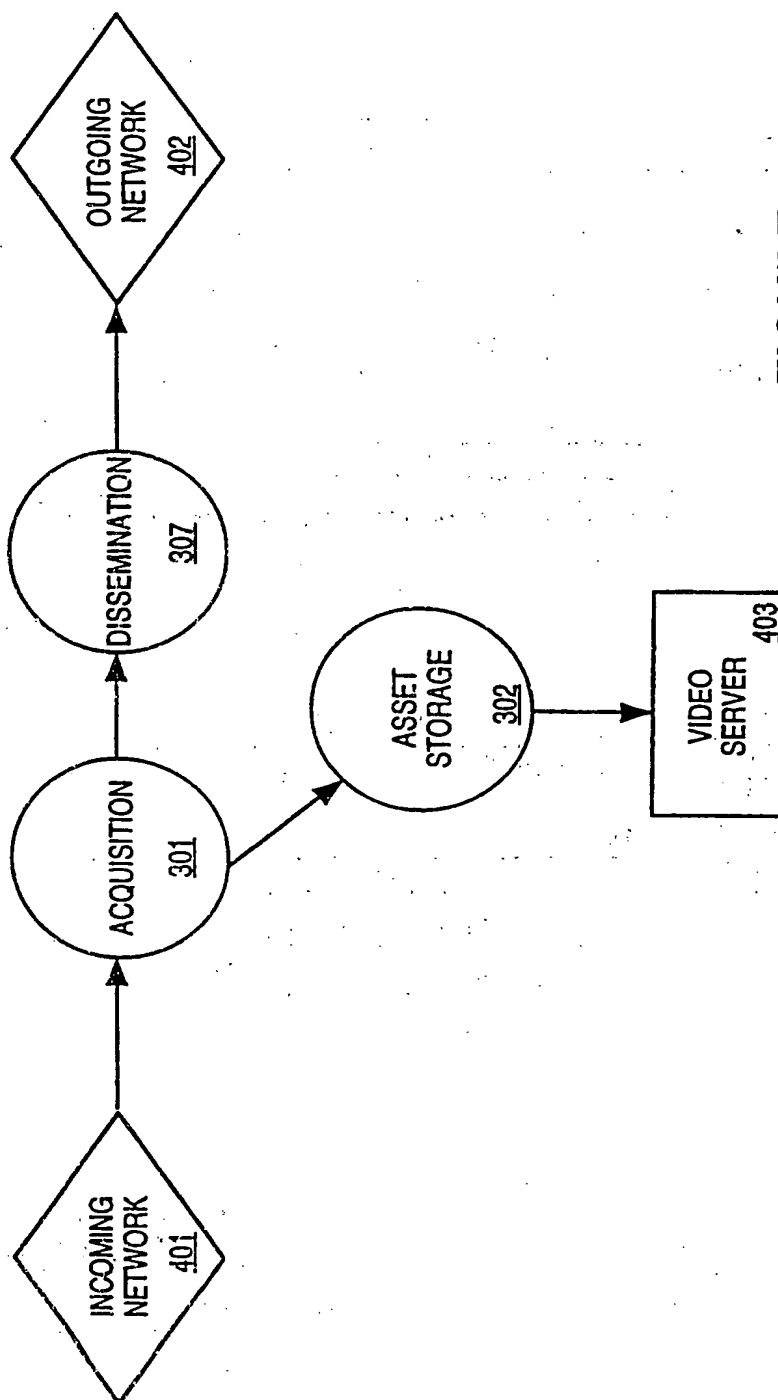 INCOMING
NETWORK
401
ACQUISITION
301
DISSEMINATION
307
OUTGOING
NETWORK
402
ASSET
STORAGE
302
VIDEO
SERVER
403